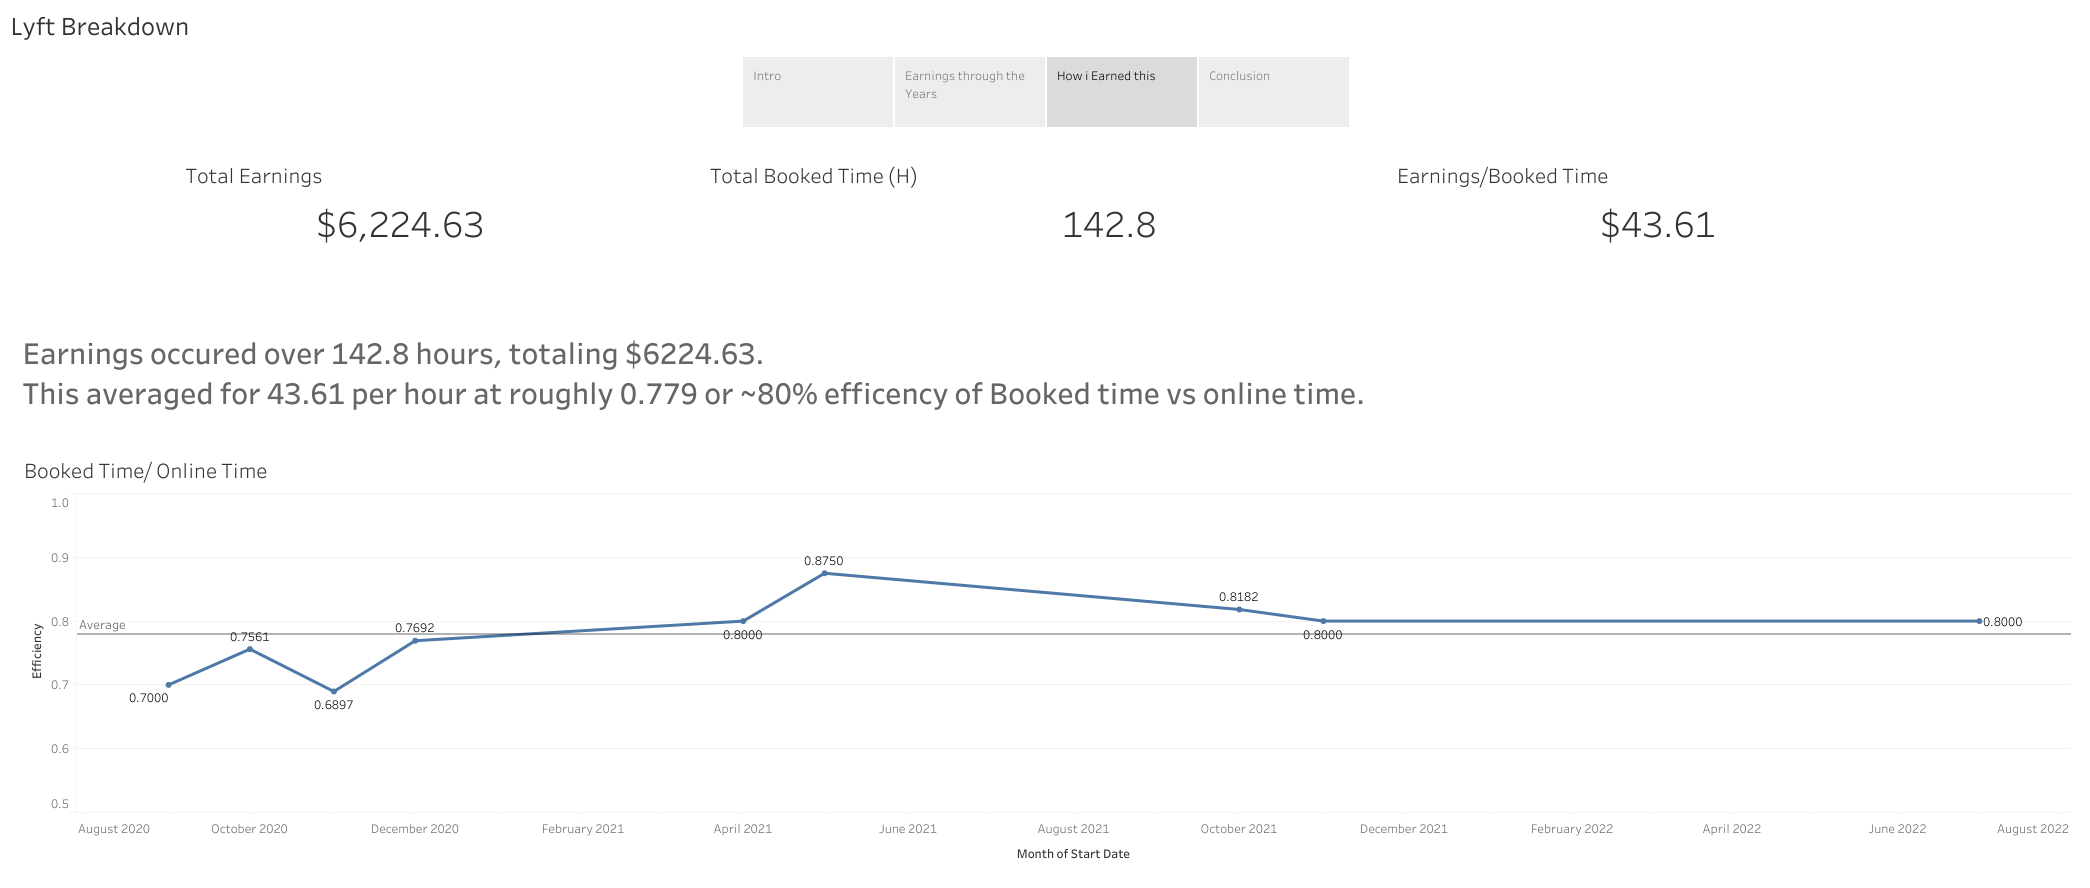 Lyft Breakdown
Intro
Earnings through the
Years
How i Earned this
Conclusion
Total Earnings
$6,224.63
Total Booked Time (H)
142.8
Earnings/Booked Time
$43.61
Earnings occured over 142.8 hours, totaling $6224.63.
This averaged for 43.61 per hour at roughly 0.779 or ~80% efficency of Booked time vs online time.
Booked Time/ Online Time
Efficiency
1.0
0.9
0.8
0.7
0.6
0.5
Average
0.7000
0.7561
0.6897
0.7692
0.8000
0.8750
0.8182
0.8000
0.8000
August 2020
October 2020
December 2020
February 2021
April 2021
June 2021
August 2021
October 2021
December 2021
February 2022
April 2022
June 2022
August 2022
Month of Start Date